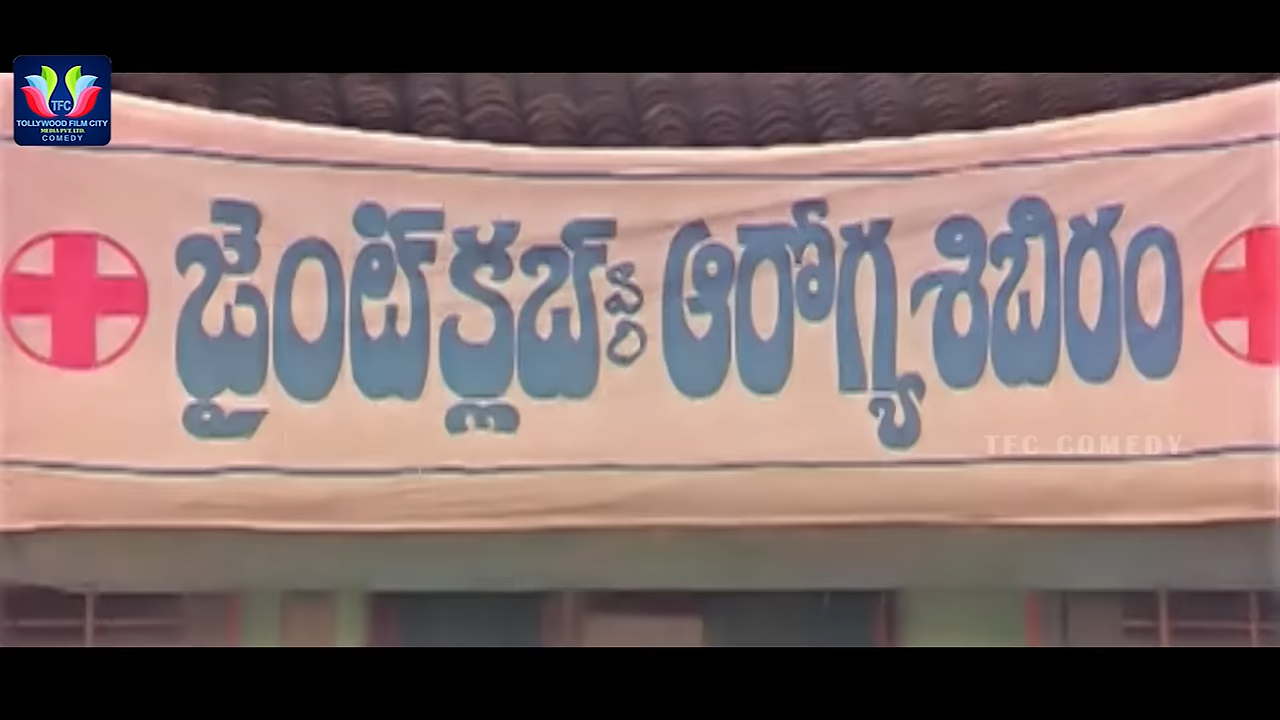 TFC
TOLLYWOOD FILM CITY
MEDIA PVT. LTD.
COMEDY
జైంట్ క్లబ్ వారి ఆరోగ్య శిబిరం
TFC COMEDY